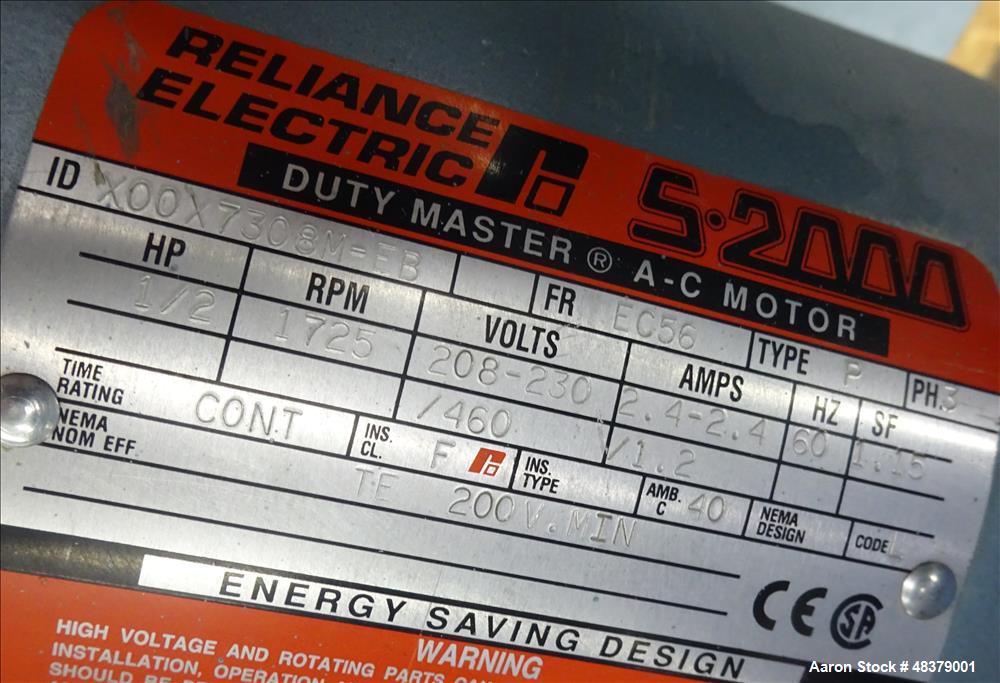 RELIANCE
ELECTRIC
S·2000
DUTY MASTER ® A-C MOTOR
ID X00X7308M-EB FR EC56 TYPE P PH.3
HP RPM VOLTS AMPS HZ SF
1/2 1725 208-230 2.4-2.4 60 1.15
/460 /1.2
TIME RATING CONT INS. CL. F INS. TYPE AMB. C 40 NEMA DESIGN CODE L
NEMA NOM EFF TE 200V.MIN
CE SA
ENERGY SAVING DESIGN
WARNING
HIGH VOLTAGE AND ROTATING PARTS
INSTALLATION, OPERATION
SHOULD BE
Aaron Stock # 48379001